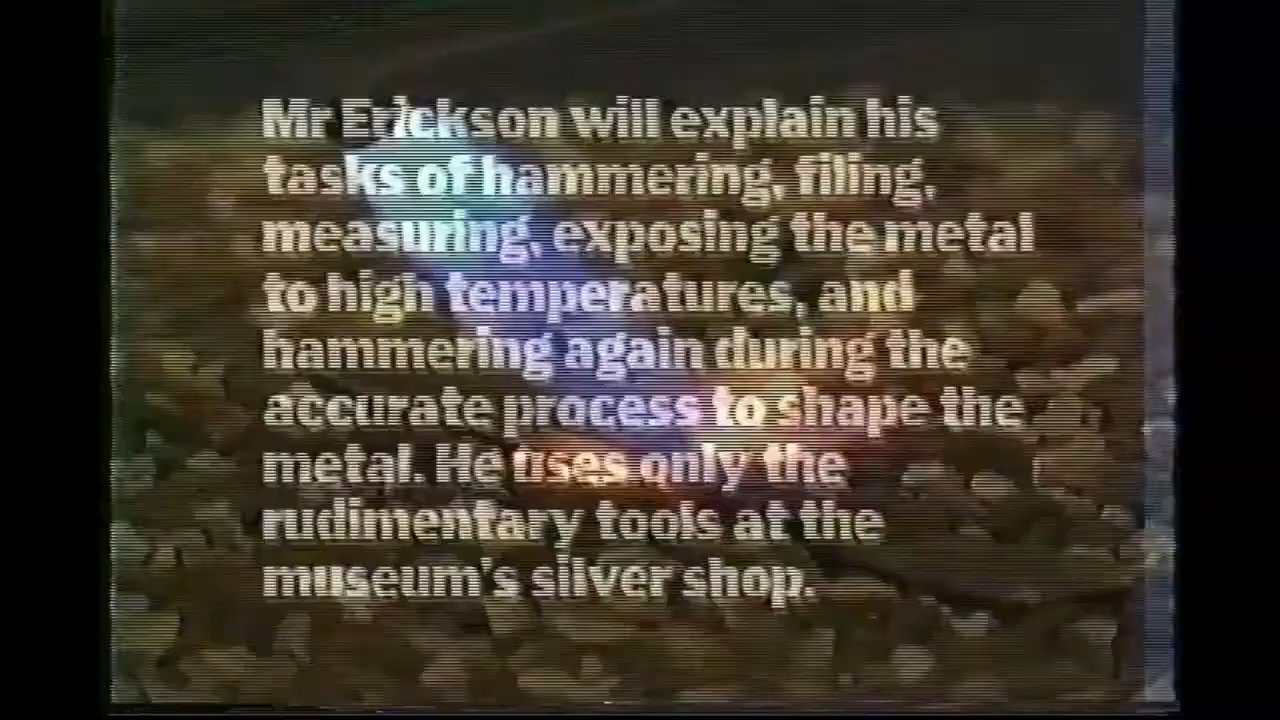 Mr Erickson will explain his
tasks of hammering, filing,
measuring, exposing the metal
to high temperatures, and
hammering again during the
accurate process to shape the
metal. He uses only the
rudimentary tools at the
museum's silver shop.